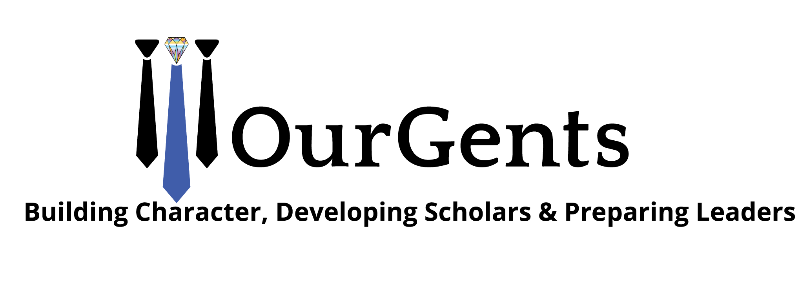 OurGents
Building Character, Developing Scholars & Preparing Leaders